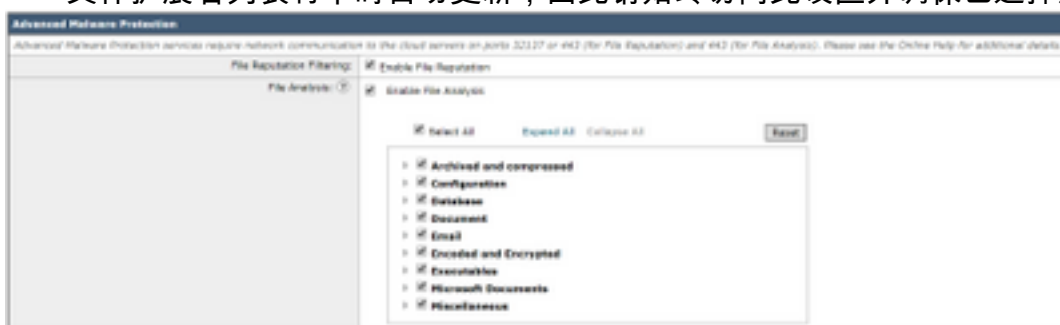 Advanced Malware Protection
Advanced Malware Protection services require network communication to the cloud servers on ports 32137 or 443 (for File Reputation) and 443 (for File Analysis). Please see the Online Help for additional details.
File Reputation Filtering: Enable File Reputation
File Analysis: ? Enable File Analysis
Select All Expand All Collapse All Reset
Archived and compressed
Configuration
Database
Document
Email
Encoded and Encrypted
Executables
Microsoft Documents
Miscellaneous